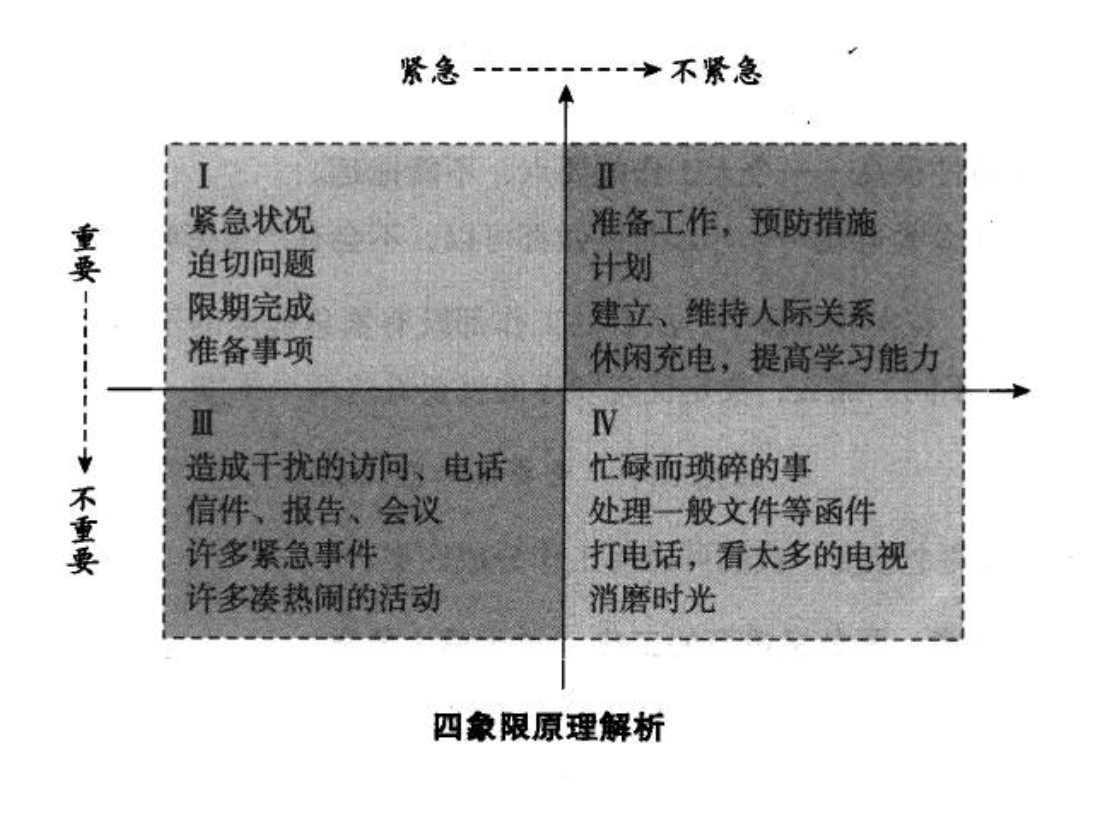 紧急 不紧急
重要
不重要
Ⅰ
紧急状况
迫切问题
限期完成
准备事项
Ⅱ
准备工作，预防措施
计划
建立、维持人际关系
休闲充电，提高学习能力
Ⅲ
造成干扰的访问、电话
信件、报告、会议
许多紧急事件
许多凑热闹的活动
Ⅳ
忙碌而琐碎的事
处理一般文件等函件
打电话，看太多的电视
消磨时光
四象限原理解析